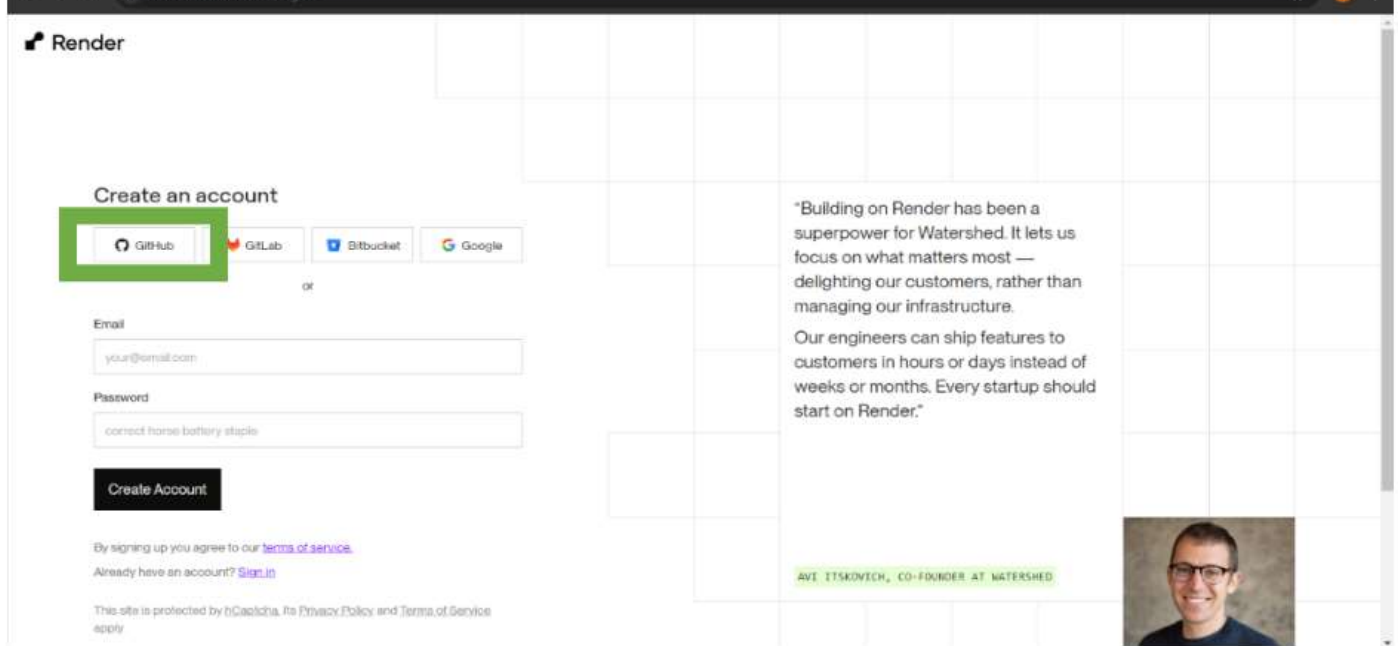 Render
Create an account
GitHub
GitLab
Bitbucket
Google
or
Email
your@email.com
Password
correct horse battery staple
Create Account
By signing up you agree to our terms of service.
Already have an account? Sign in
This site is protected by hCaptcha. Its Privacy Policy and Terms of Service
apply
"Building on Render has been a
superpower for Watershed. It lets us
focus on what matters most —
delighting our customers, rather than
managing our infrastructure.
Our engineers can ship features to
customers in hours or days instead of
weeks or months. Every startup should
start on Render."
AVI ITSKOVICH, CO-FOUNDER AT WATERSHED